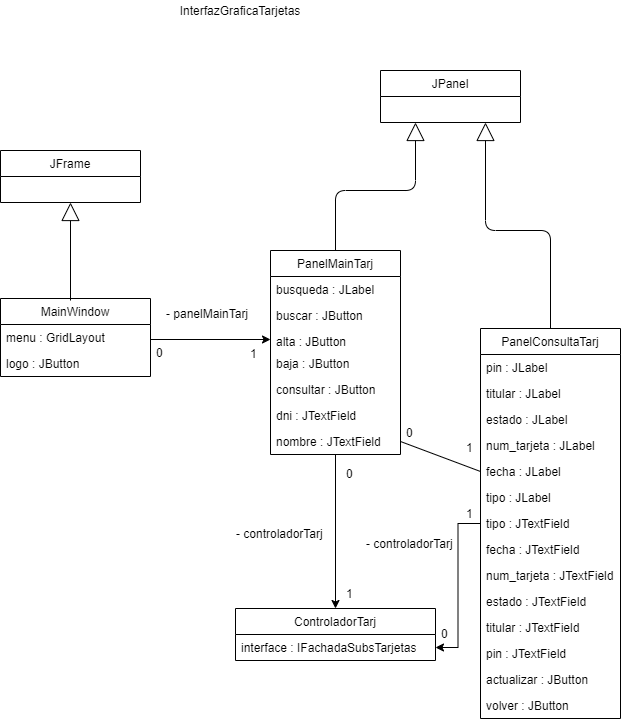 InterfazGraficaTarjetas
JPanel
JFrame
MainWindow
menu : GridLayout
logo : JButton
- panelMainTarj
0
1
PanelMainTarj
busqueda : JLabel
buscar : JButton
alta : JButton
baja : JButton
consultar : JButton
dni : JTextField
nombre : JTextField
0
1
PanelConsultaTarj
pin : JLabel
titular : JLabel
estado : JLabel
num_tarjeta : JLabel
fecha : JLabel
tipo : JLabel
tipo : JTextField
fecha : JTextField
num_tarjeta : JTextField
estado : JTextField
titular : JTextField
pin : JTextField
actualizar : JButton
volver : JButton
0
- controladorTarj
1
1
- controladorTarj
0
ControladorTarj
interface : IFachadaSubsTarjetas